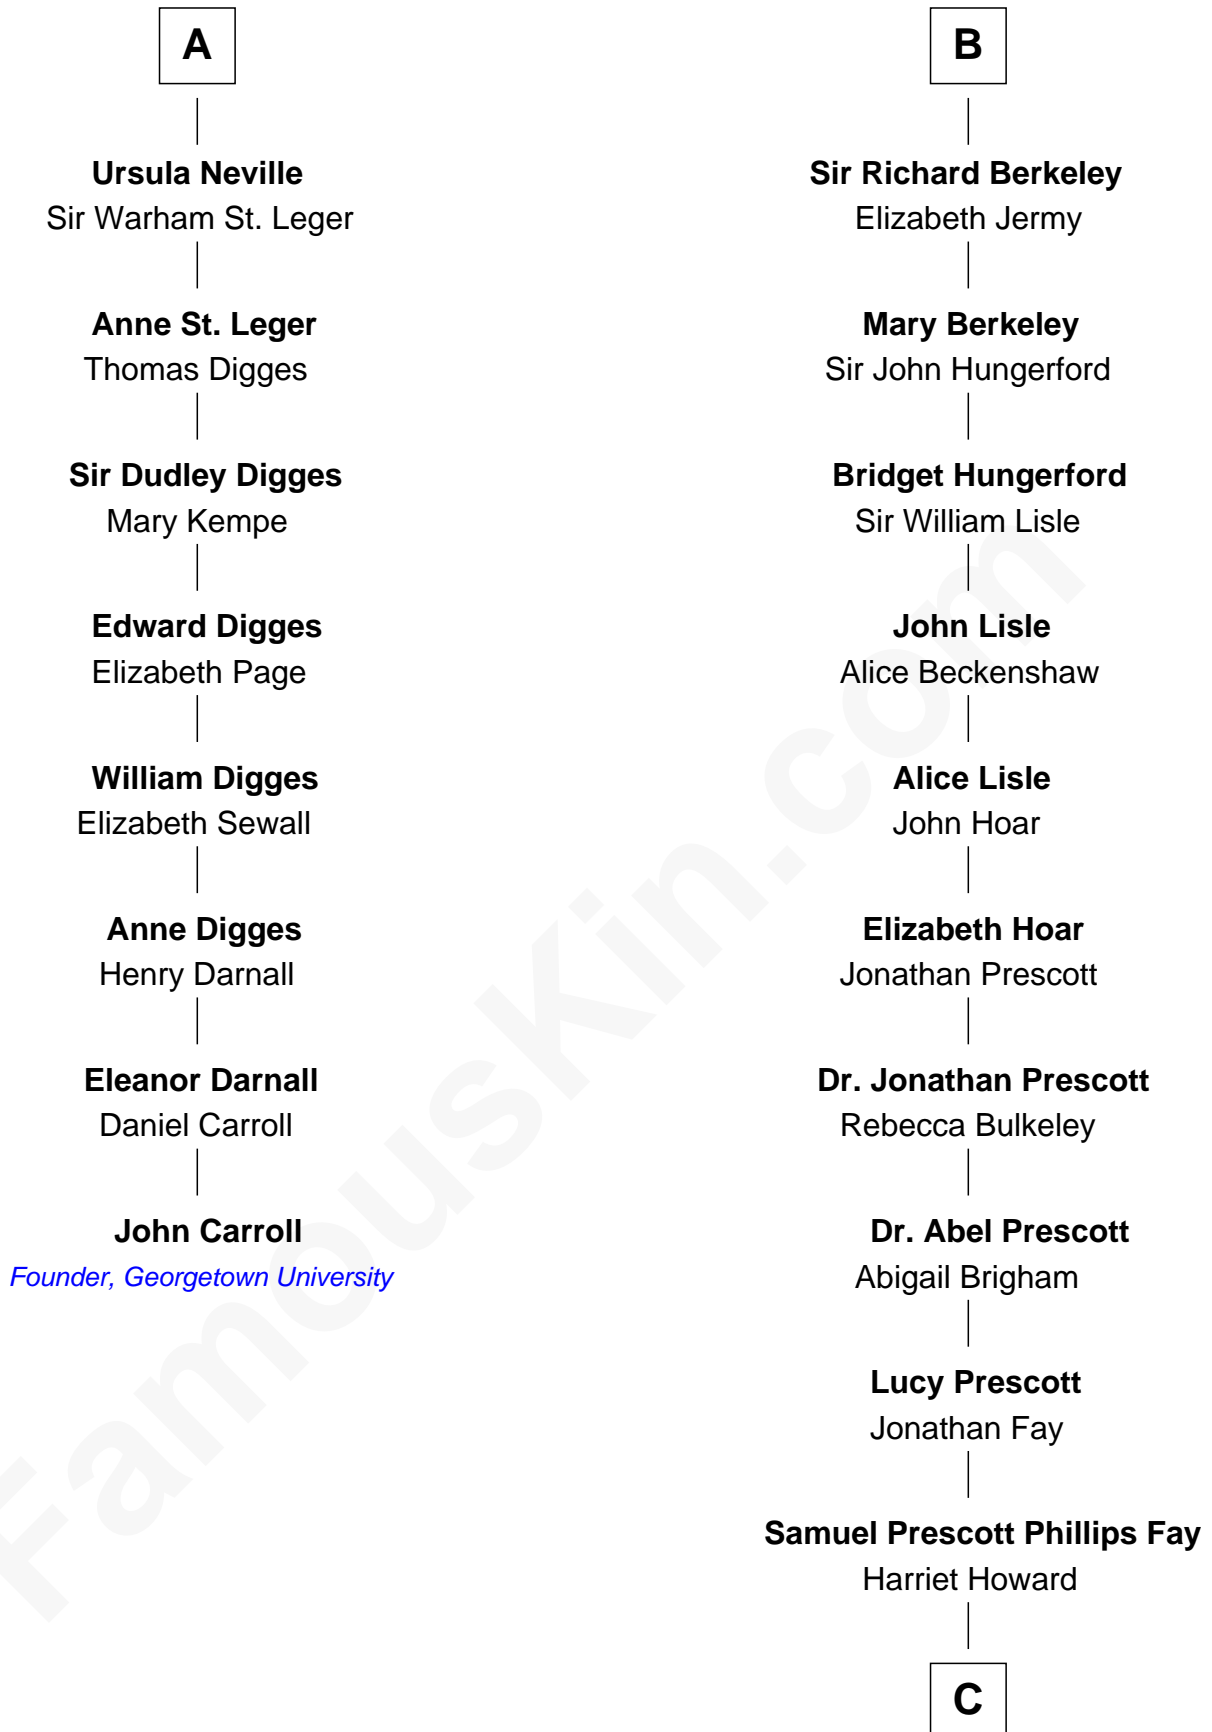 A
Ursula Neville
Sir Warham St. Leger
Anne St. Leger
Thomas Digges
Sir Dudley Digges
Mary Kempe
Edward Digges
Elizabeth Page
William Digges
Elizabeth Sewall
Anne Digges
Henry Darnall
Eleanor Darnall
Daniel Carroll
John Carroll
Founder, Georgetown University
B
Sir Richard Berkeley
Elizabeth Jermy
Mary Berkeley
Sir John Hungerford
Bridget Hungerford
Sir William Lisle
John Lisle
Alice Beckenshaw
Alice Lisle
John Hoar
Elizabeth Hoar
Jonathan Prescott
Dr. Jonathan Prescott
Rebecca Bulkeley
Dr. Abel Prescott
Abigail Brigham
Lucy Prescott
Jonathan Fay
Samuel Prescott Phillips Fay
Harriet Howard
C
FamousKin.com